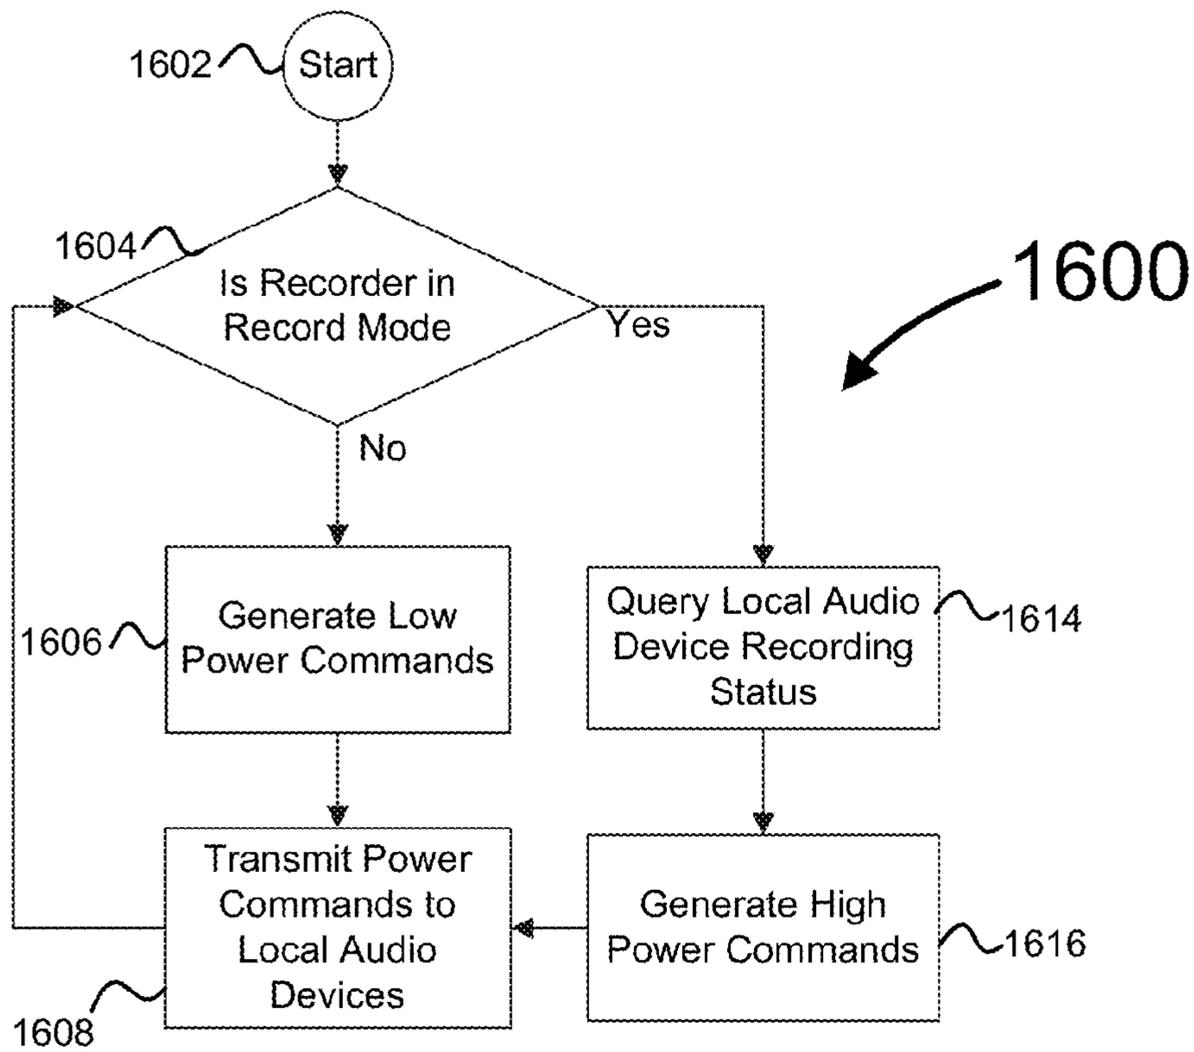 1602
Start
1604
Is Recorder in
Record Mode
1600
Yes
No
1606
Generate Low
Power Commands
Query Local Audio
Device Recording
Status
1614
Transmit Power
Commands to
Local Audio
Devices
1608
Generate High
Power Commands
1616